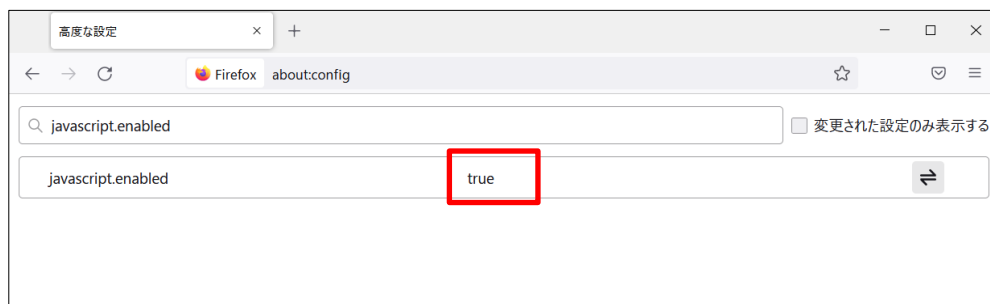 高度な設定
Firefox about:config
javascript.enabled
変更された設定のみ表示する
javascript.enabled true